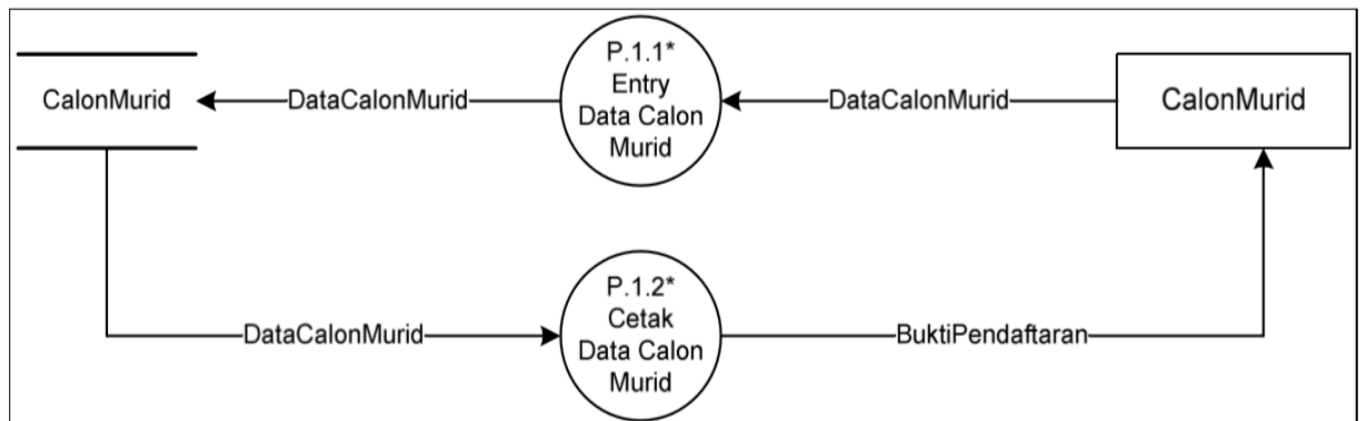 P.1.1*
Entry
Data Calon
Murid
CalonMurid
DataCalonMurid
DataCalonMurid
CalonMurid
P.1.2*
Cetak
Data Calon
Murid
DataCalonMurid
BuktiPendaftaran